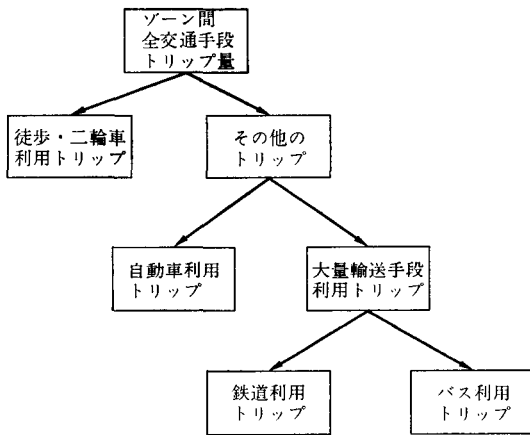 ゾーン間
全交通手段
トリップ量
徒歩・二輪車
利用トリップ
その他の
トリップ
自動車利用
トリップ
大量輸送手段
利用トリップ
鉄道利用
トリップ
バス利用
トリップ